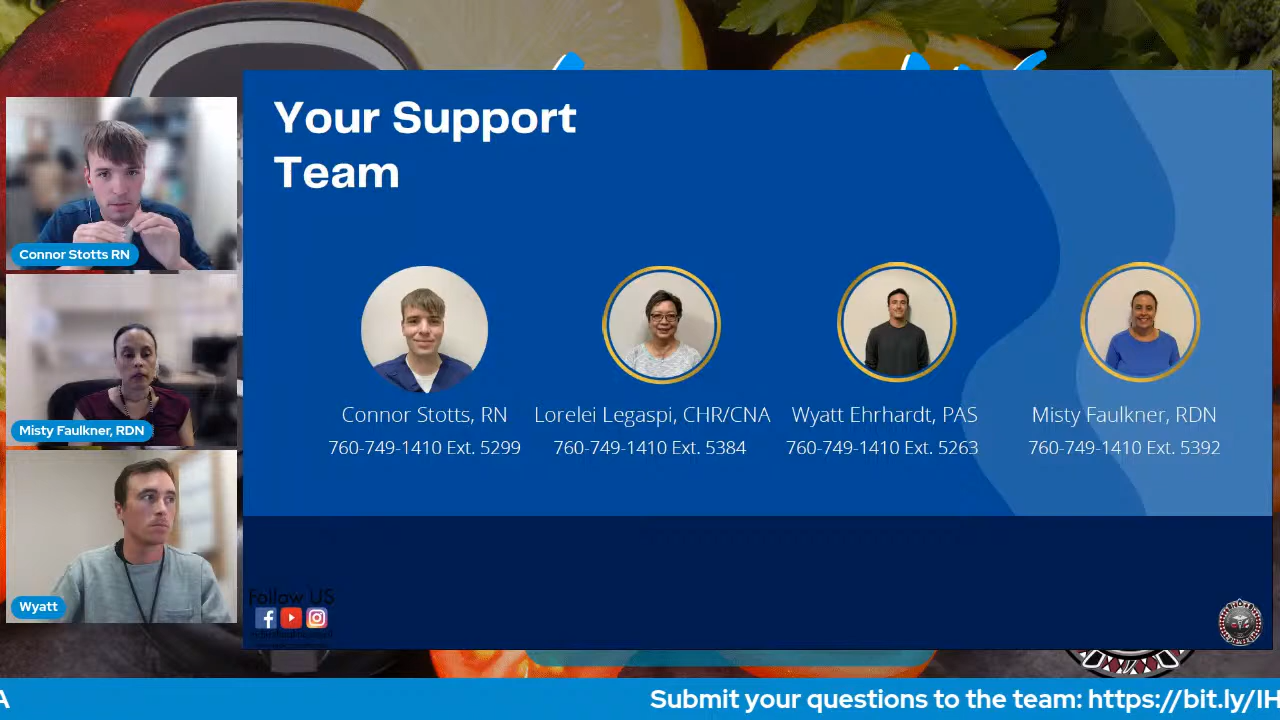 Your Support
Team
Connor Stotts RN
Misty Faulkner, RDN
Wyatt
Connor Stotts, RN
760-749-1410 Ext. 5299
Lorelei Legaspi, CHR/CNA
760-749-1410 Ext. 5384
Wyatt Ehrhardt, PAS
760-749-1410 Ext. 5263
Misty Faulkner, RDN
760-749-1410 Ext. 5392
Follow US
A
Submit your questions to the team: https://bit.ly/IH